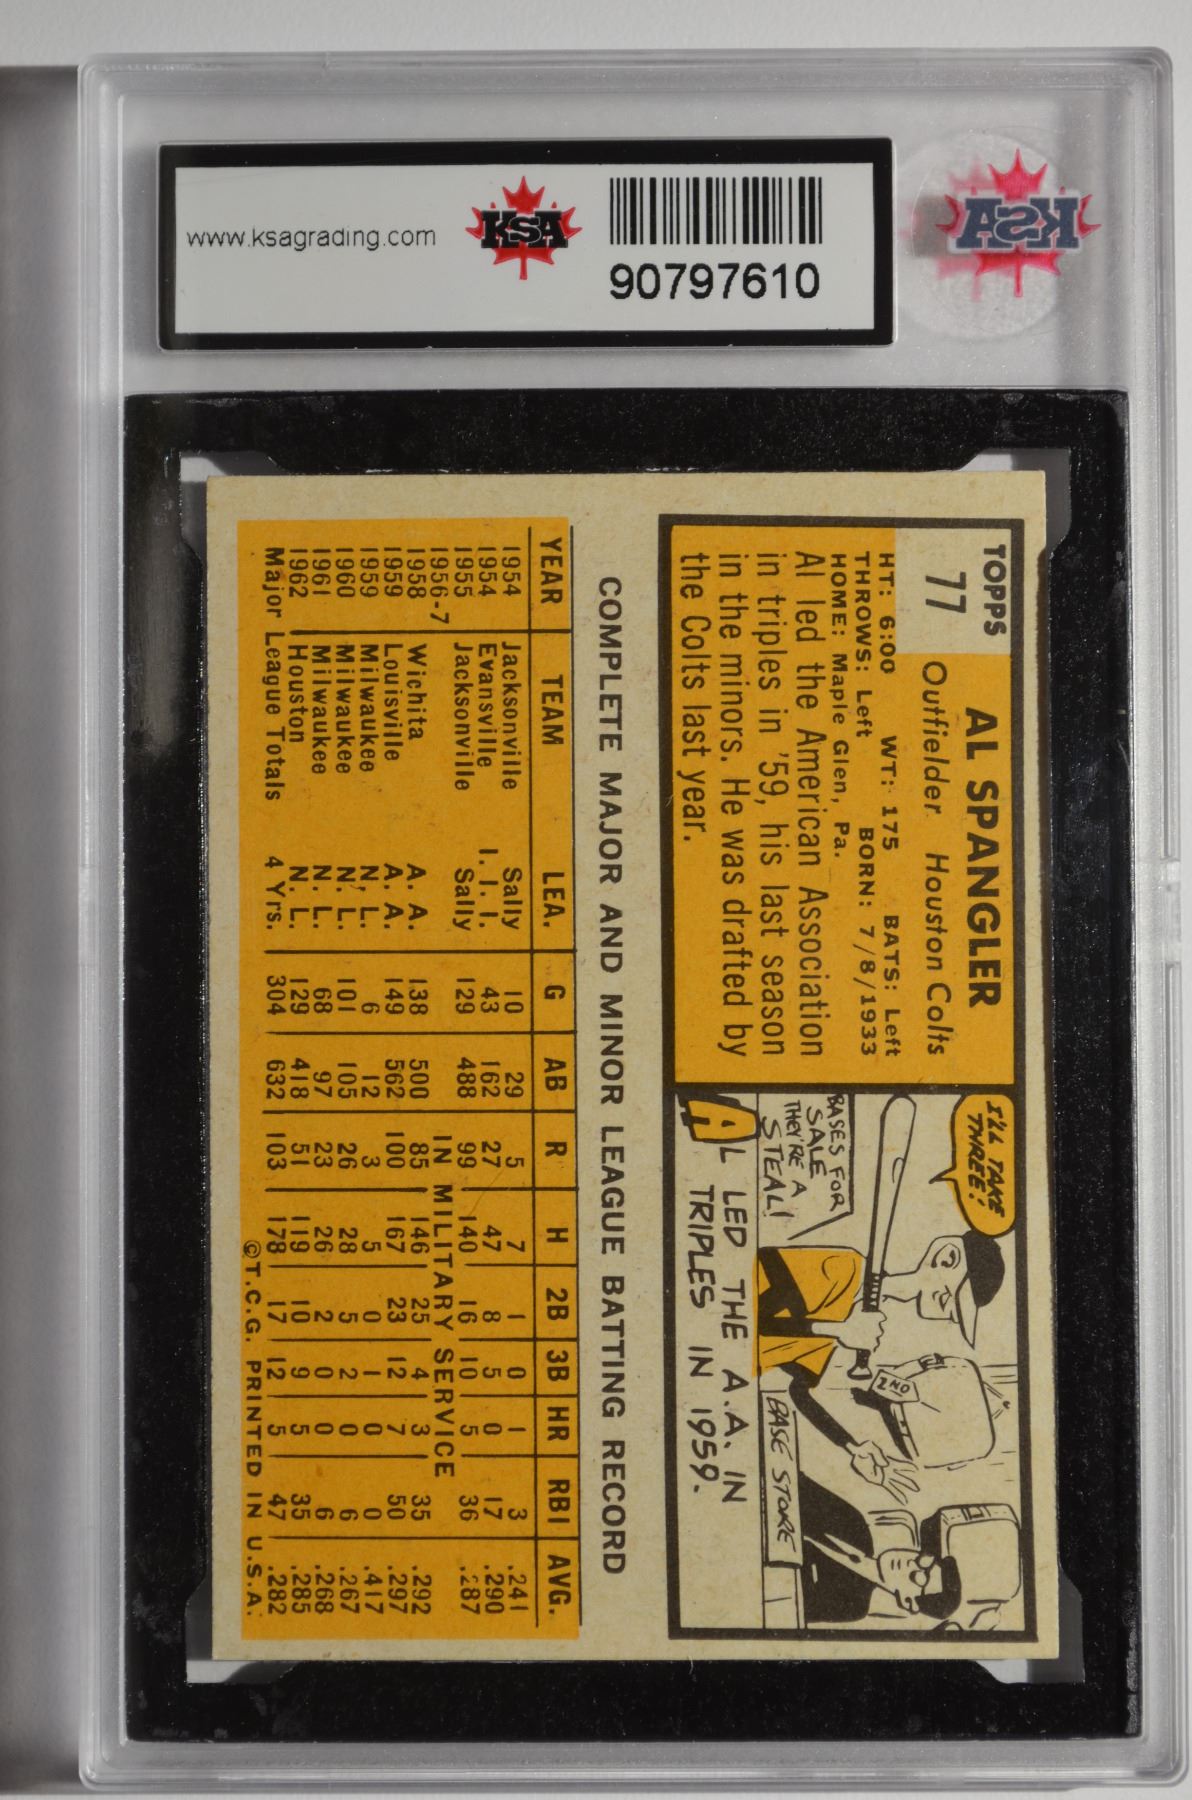 www.ksagrading.com
KSA
90797610
KSA
TOPPS
77
AL SPANGLER
Outfielder Houston Colts
HT: 6:00 WT: 175 BATS: Left
THROWS: Left BORN: 7/8/1933
HOME: Maple Glen, Pa.
Al led the American Association
in triples in '59, his last season
in the minors. He was drafted by
the Colts last year.
I'LL TAKE
THREE!
BASES FOR
SALE
THEY'RE A
STEAL!
2ND
BASE STORE
AL LED THE A.A. IN
TRIPLES IN 1959.
COMPLETE MAJOR AND MINOR LEAGUE BATTING RECORD
YEAR TEAM LEA. G AB R H 2B 3B HR RBI AVG.
1954 Jacksonville Sally 10 29 5 7 1 0 1 3 .241
1954 Evansville I. I. I. 43 162 27 47 8 5 0 17 .290
1955 Jacksonville Sally 129 488 99 140 16 10 5 36 .287
1956-7 IN MILITARY SERVICE
1958 Wichita A. A. 138 500 85 146 25 4 3 35 .292
1959 Louisville A. A. 149 562 100 167 23 12 7 50 .297
1959 Milwaukee N. L. 6 12 3 5 0 1 0 0 .417
1960 Milwaukee N. L. 101 105 26 28 5 2 0 6 .267
1961 Milwaukee N. L. 68 97 23 26 2 0 0 6 .268
1962 Houston N. L. 129 418 51 119 10 9 5 35 .285
Major League Totals 4 Yrs. 304 632 103 178 17 12 5 47 .282
©T.C.G. PRINTED IN U.S.A.